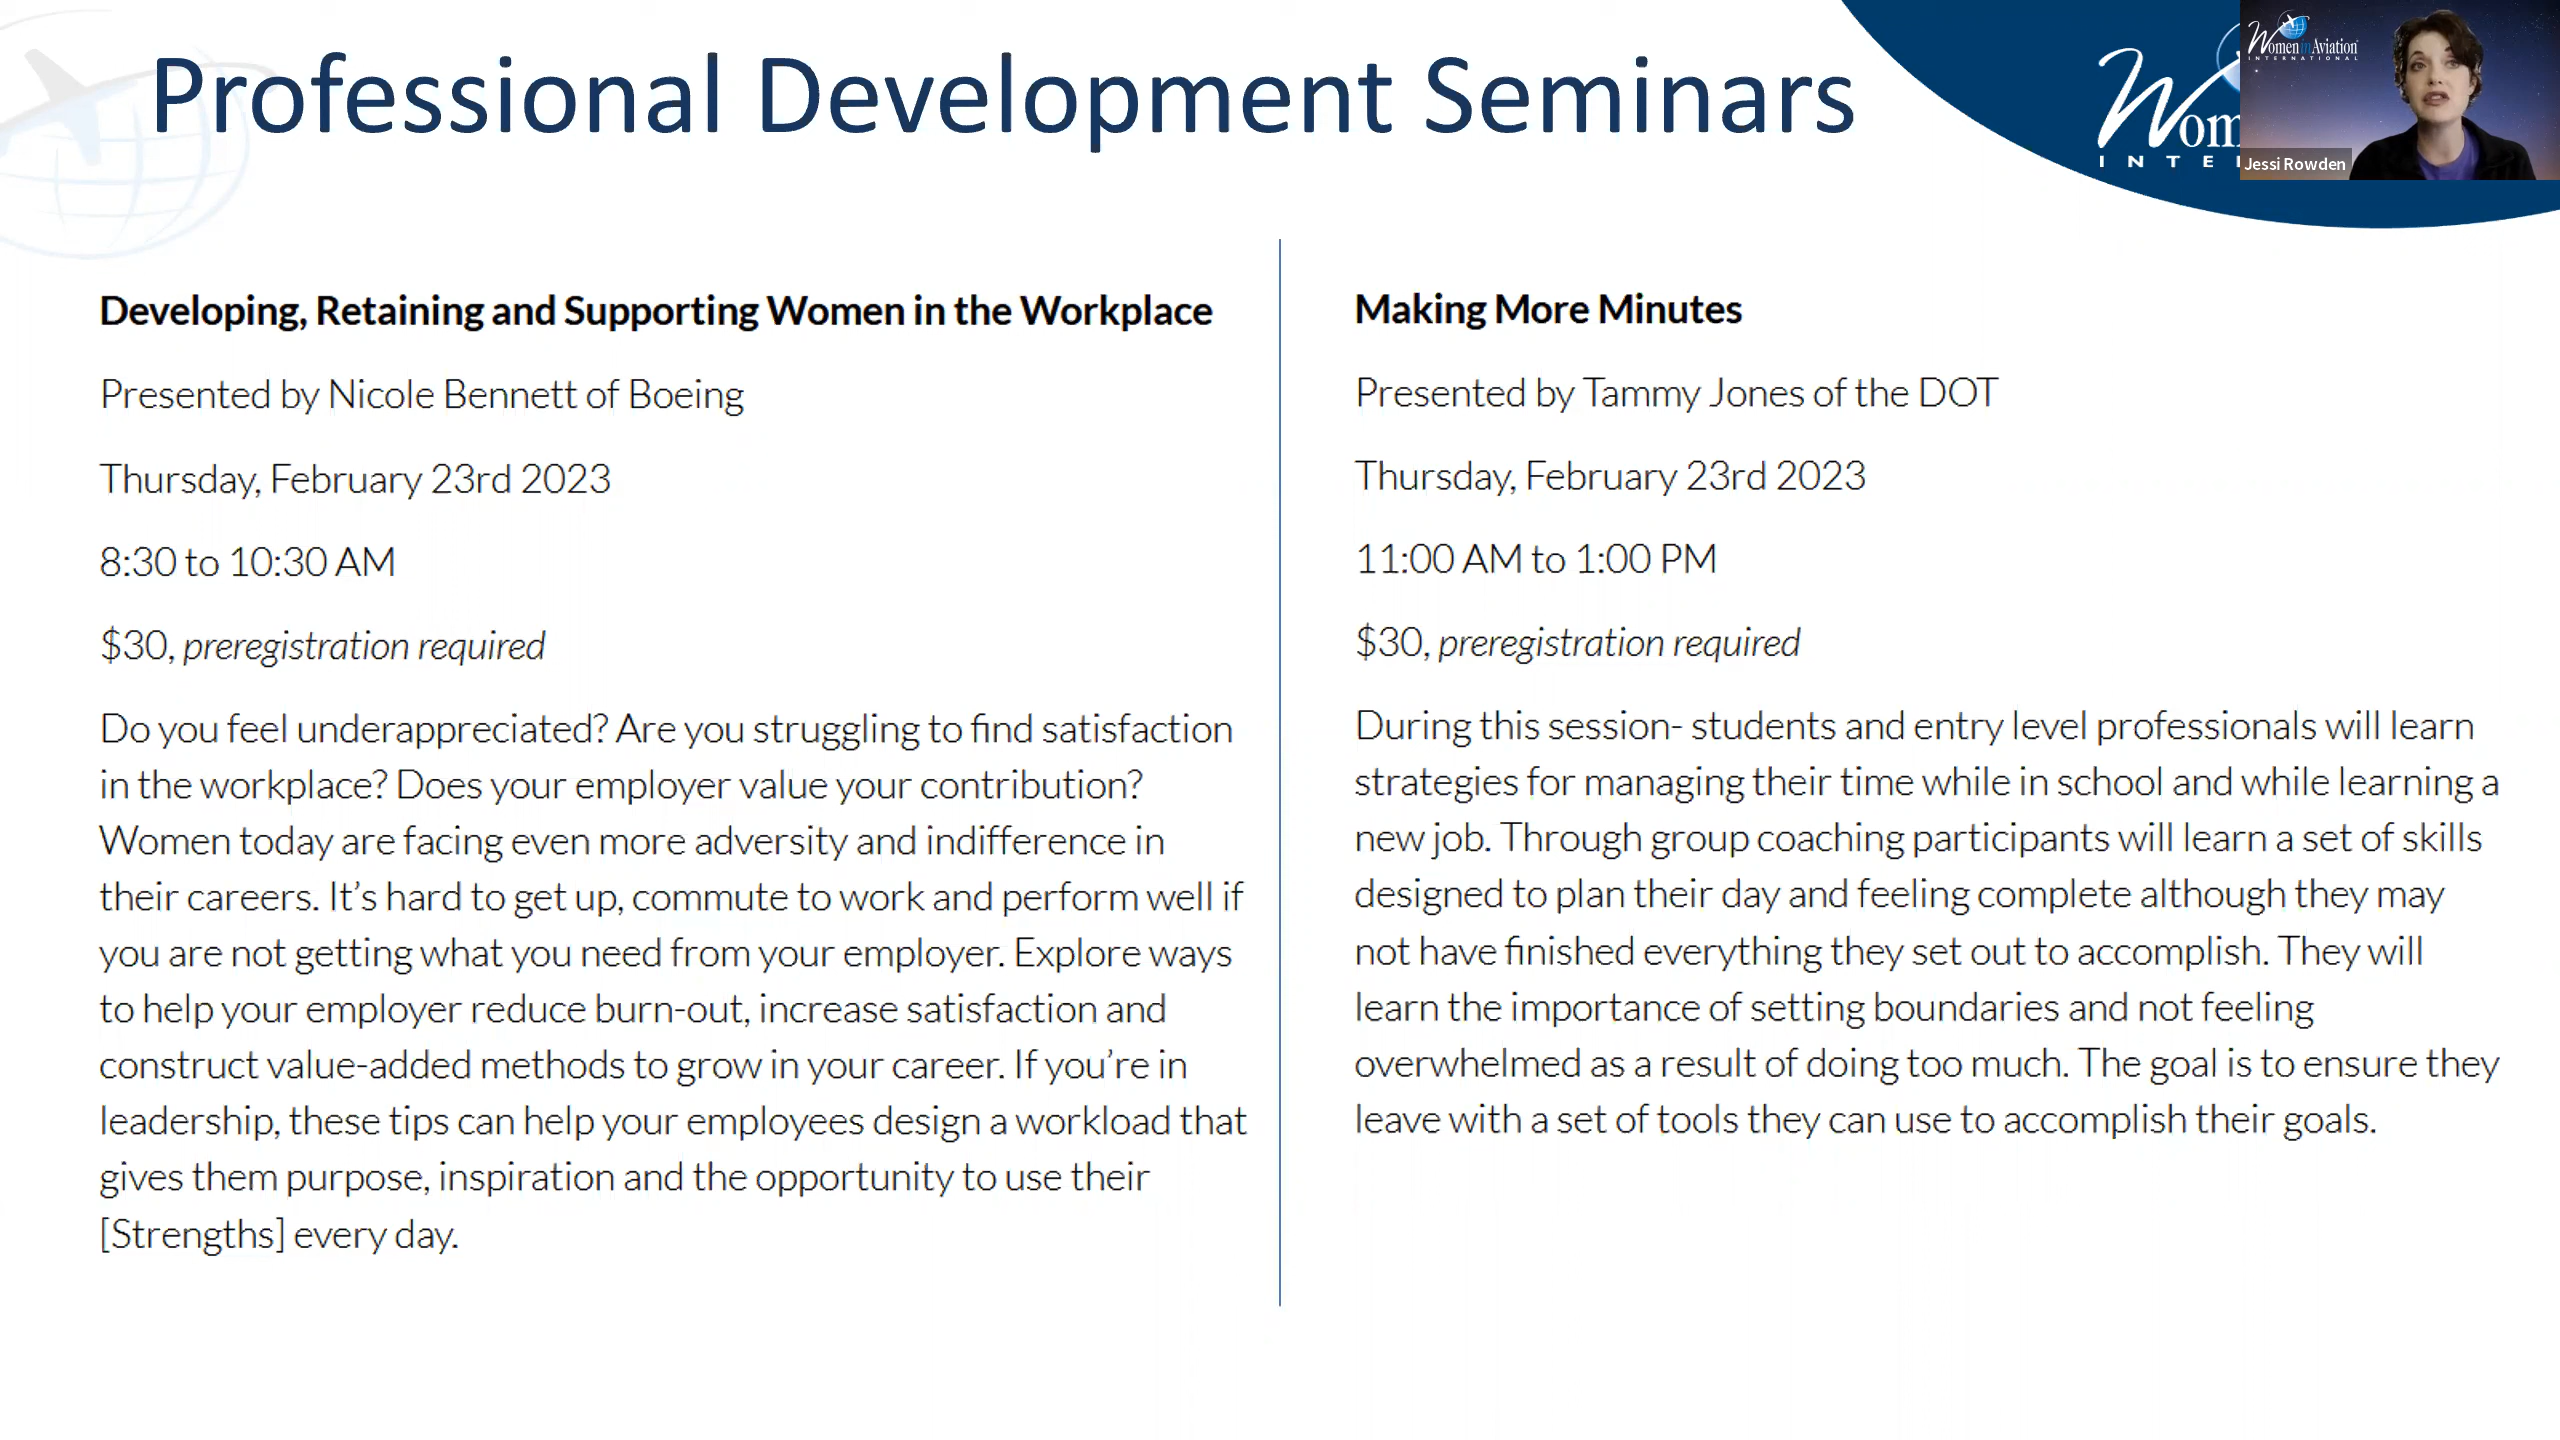 Professional Development Seminars
Wom
INTE
Women in Aviation
INTERNATIONAL
Jessi Rowden
Developing, Retaining and Supporting Women in the Workplace
Presented by Nicole Bennett of Boeing
Thursday, February 23rd 2023
8:30 to 10:30 AM
$30, preregistration required
Do you feel underappreciated? Are you struggling to find satisfaction
in the workplace? Does your employer value your contribution?
Women today are facing even more adversity and indifference in
their careers. It’s hard to get up, commute to work and perform well if
you are not getting what you need from your employer. Explore ways
to help your employer reduce burn-out, increase satisfaction and
construct value-added methods to grow in your career. If you’re in
leadership, these tips can help your employees design a workload that
gives them purpose, inspiration and the opportunity to use their
[Strengths] every day.
Making More Minutes
Presented by Tammy Jones of the DOT
Thursday, February 23rd 2023
11:00 AM to 1:00 PM
$30, preregistration required
During this session- students and entry level professionals will learn
strategies for managing their time while in school and while learning a
new job. Through group coaching participants will learn a set of skills
designed to plan their day and feeling complete although they may
not have finished everything they set out to accomplish. They will
learn the importance of setting boundaries and not feeling
overwhelmed as a result of doing too much. The goal is to ensure they
leave with a set of tools they can use to accomplish their goals.